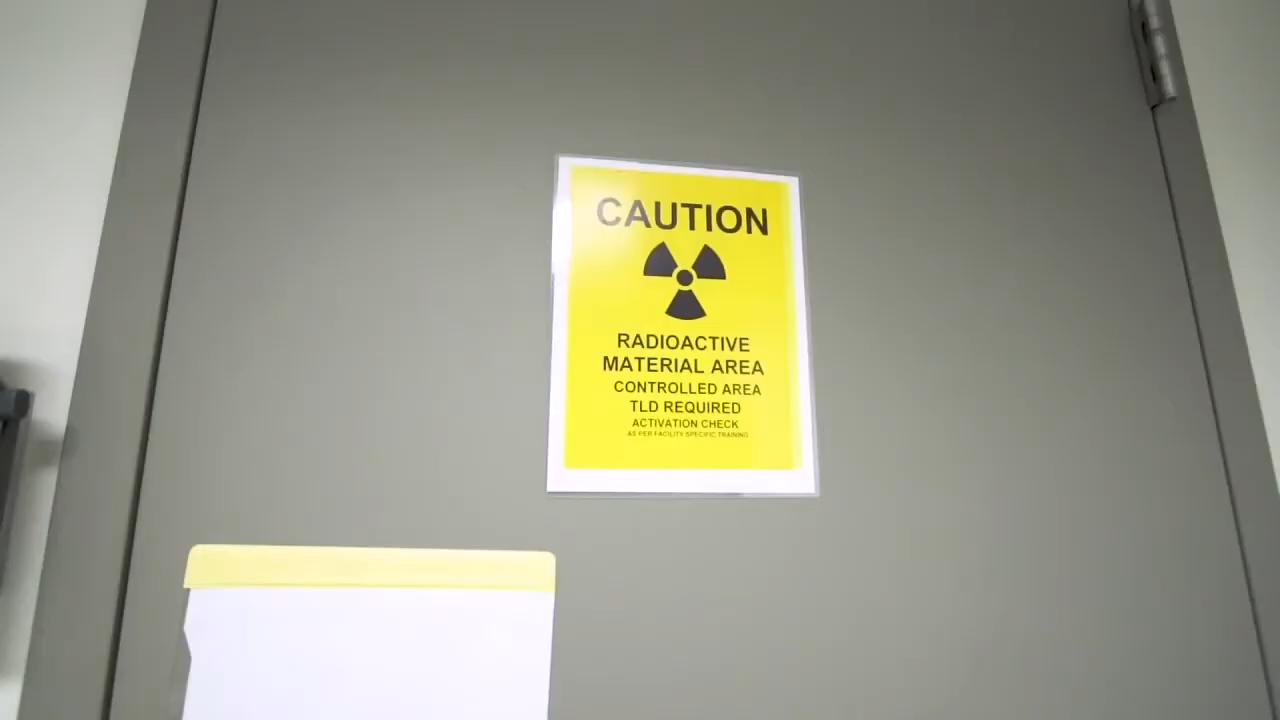 CAUTION
RADIOACTIVE
MATERIAL AREA
CONTROLLED AREA
TLD REQUIRED
ACTIVATION CHECK
AS PER FACILITY SPECIFIC TRAINING